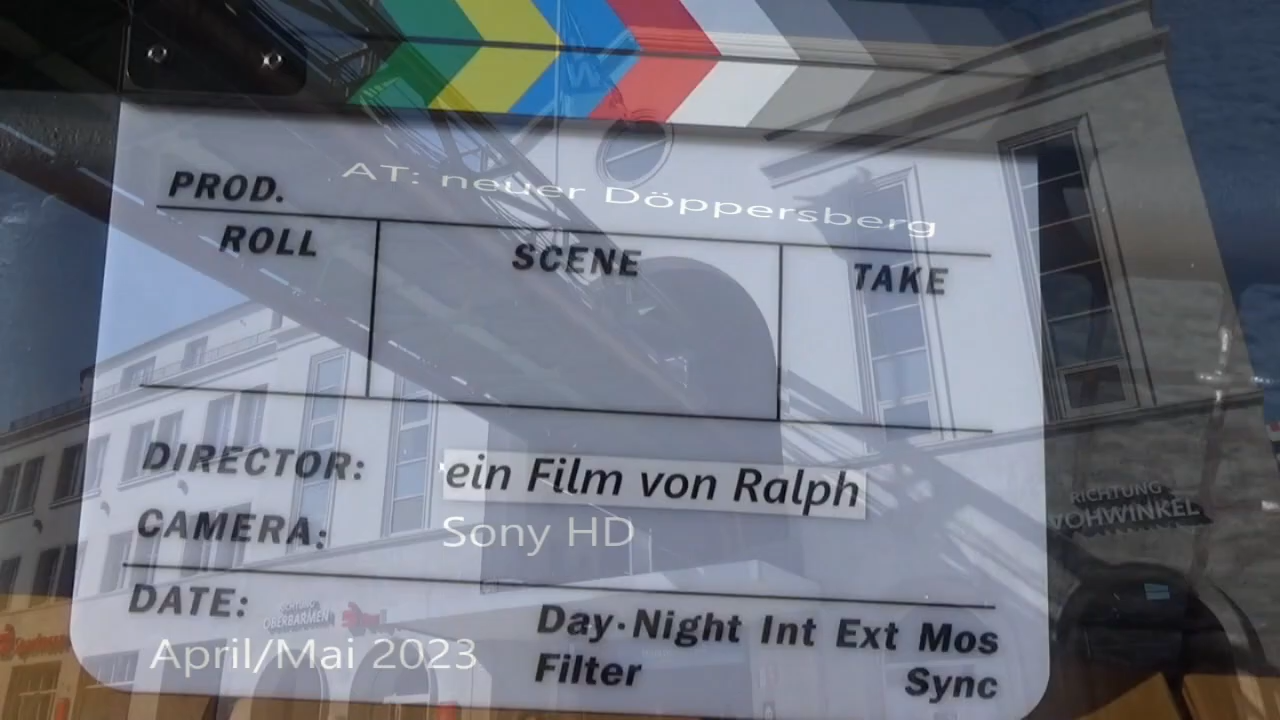 PROD. AT: neuer Döppersberg
ROLL SCENE TAKE
DIRECTOR: ein Film von Ralph
CAMERA: Sony HD
RICHTUNG
VOHWINKEL
DATE:
OBERBARMEN
Day·Night Int Ext Mos
April/Mai 2023
Filter Sync